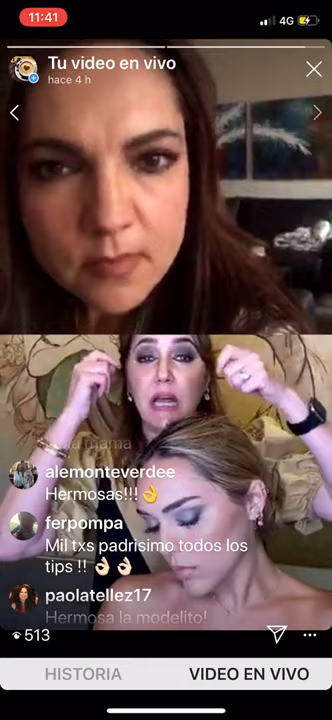 11:41
4G
Tu video en vivo
hace 4 h
mama
alemonteverdee
Hermosas!!! 👌
ferpompa
Mil txs padrisimo todos los
tips !! 👌👌
paolatellez17
Hermosa la modelito!
513
HISTORIA
VIDEO EN VIVO